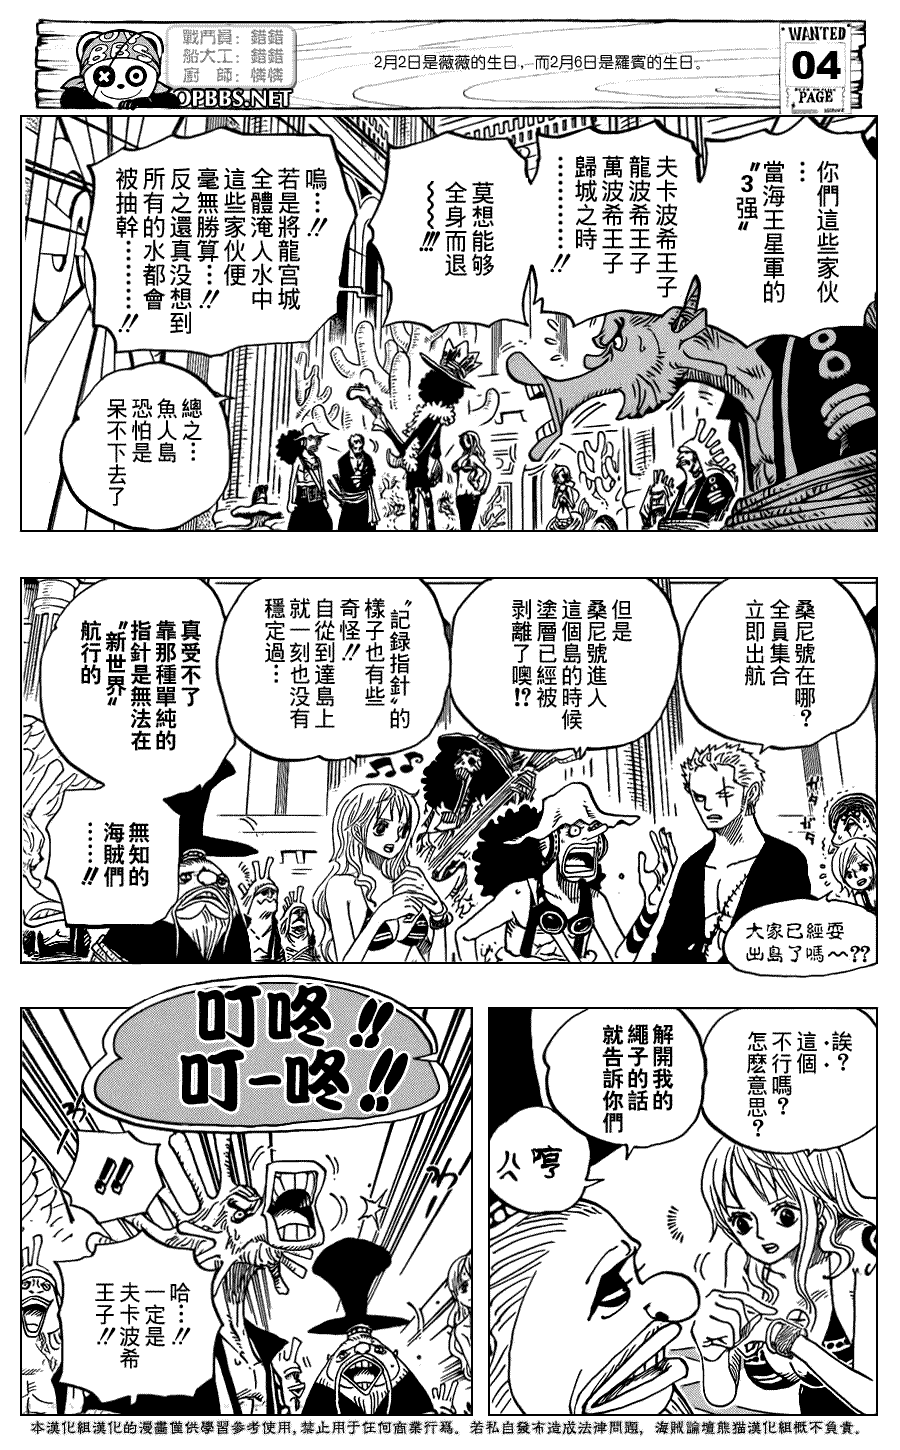 戰鬥員：錯錯
船大工：錯錯
廚　師：憐憐
OPBBS.NET
2月2日是薇薇的生日，而2月6日是羅賓的生日。
WANTED
04
PAGE
你們這些家伙
…
當海王星軍的
"3强"
夫卡波希王子
龍波希王子
萬波希王子
歸城之時
………!!
莫想能够
全身而退
~~~!!!
嗚…!!
若是將龍宮城
全體淹入水中
這些家伙便
毫無勝算…!!
反之還真没想到
所有的水都會
被抽幹………!!
總之…
魚人島
恐怕是
呆不下去了
桑尼號在哪?
全員集合
立即出航
但是
桑尼號進入
這個島的時候
塗層已經被
剥離了噢!?
"記録指針"的
樣子也有些
奇怪!!
自從到達島上
就一刻也没有
穩定過…
真受不了
靠那種單純的
指針是無法在
"新世界"
航行的
無知的
海賊們
……!!
大家已經要
出島了嗎~??
誒?
這個…
不行嗎?
怎麼意思?
解開我的
繩子的話
就告訴你們
哼
叮咚!!
叮-咚!!
!!
哈…!!
一定是
夫卡波希
王子!!
本漢化組漢化的漫畫僅供學習參考使用,禁止用于任何商業行爲。若私自發布造成法律問題，海賊論壇熊猫漢化組概不負責。